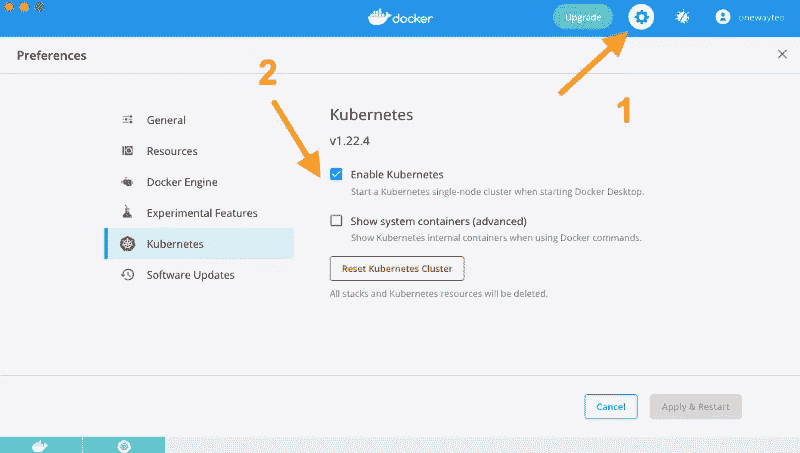 docker
Upgrade
onewayteo
Preferences
2
1
General
Resources
Docker Engine
Experimental Features
Kubernetes
Software Updates
Kubernetes
v1.22.4
Enable Kubernetes
Start a Kubernetes single-node cluster when starting Docker Desktop.
Show system containers (advanced)
Show Kubernetes internal containers when using Docker commands.
Reset Kubernetes Cluster
All stacks and Kubernetes resources will be deleted.
Cancel
Apply & Restart